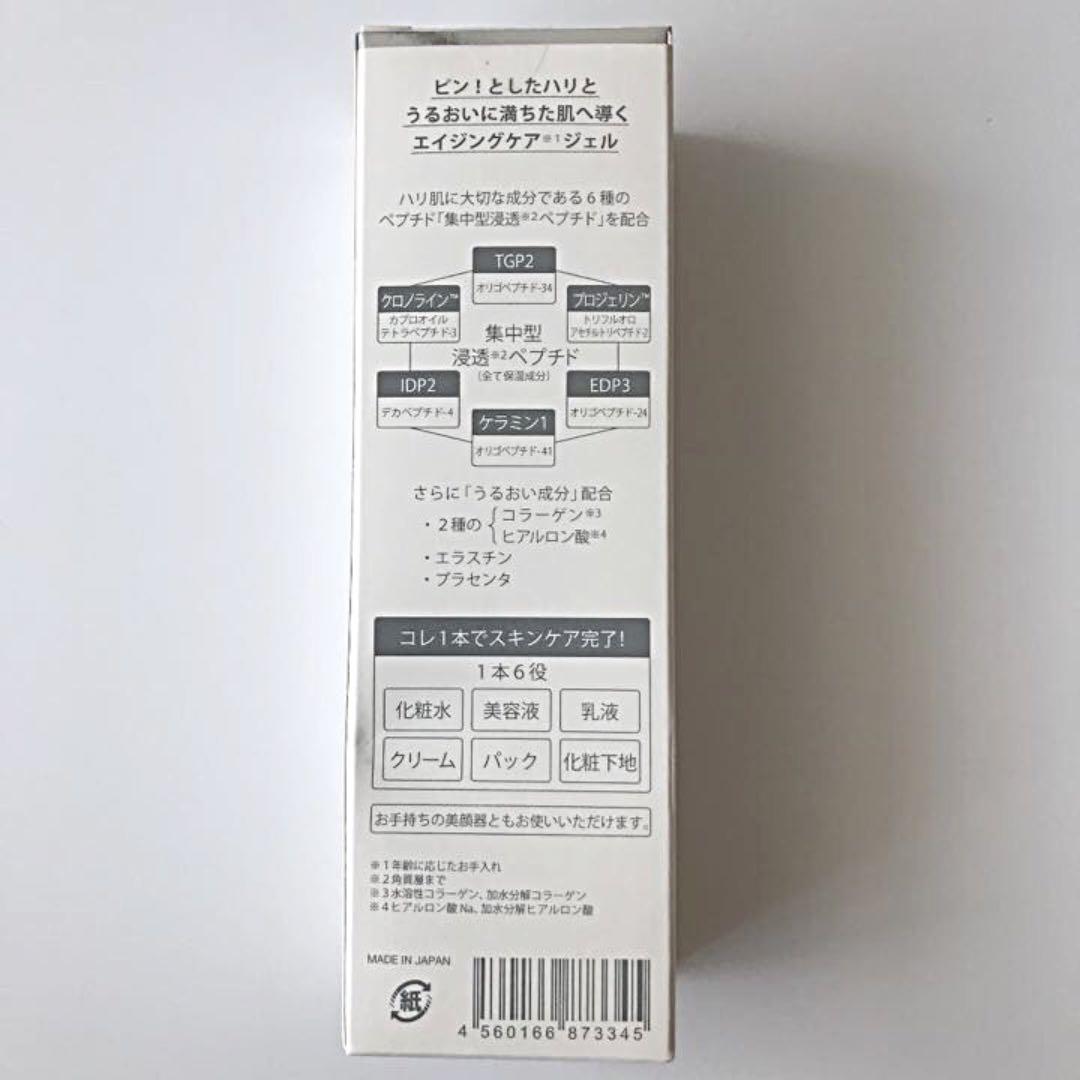 ピン！としたハリと
うるおいに満ちた肌へ導く
エイジングケア※1ジェル
ハリ肌に大切な成分である６種の
ペプチド「集中型浸透※2ペプチド」を配合
TGP2
オリゴペプチド-34
クロノライン™
カプロオイル
テトラペプチド-3
プロジェリン™
トリフルオロ
アセチルトリペプチド-2
集中型
浸透※2ペプチド
(全て保湿成分)
IDP2
デカペプチド-4
EDP3
オリゴペプチド-24
ケラミン1
オリゴペプチド-41
さらに「うるおい成分」配合
・２種の{コラーゲン※3
ヒアルロン酸※4
・エラスチン
・プラセンタ
コレ１本でスキンケア完了！
１本６役
化粧水 美容液 乳液
クリーム パック 化粧下地
お手持ちの美顔器ともお使いいただけます。
※１年齢に応じたお手入れ
※２角質層まで
※３水溶性コラーゲン、加水分解コラーゲン
※４ヒアルロン酸Na、加水分解ヒアルロン酸
MADE IN JAPAN
紙
4 560166 873345